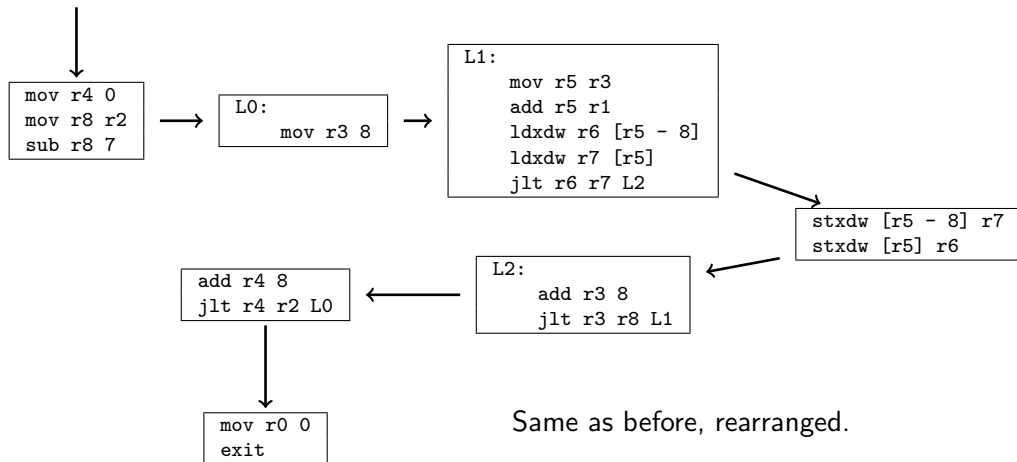 mov r4 0
mov r8 r2
sub r8 7
L0:
mov r3 8
L1:
mov r5 r3
add r5 r1
ldxdw r6 [r5 - 8]
ldxdw r7 [r5]
jlt r6 r7 L2
stxdw [r5 - 8] r7
stxdw [r5] r6
L2:
add r3 8
jlt r3 r8 L1
add r4 8
jlt r4 r2 L0
mov r0 0
exit
Same as before, rearranged.